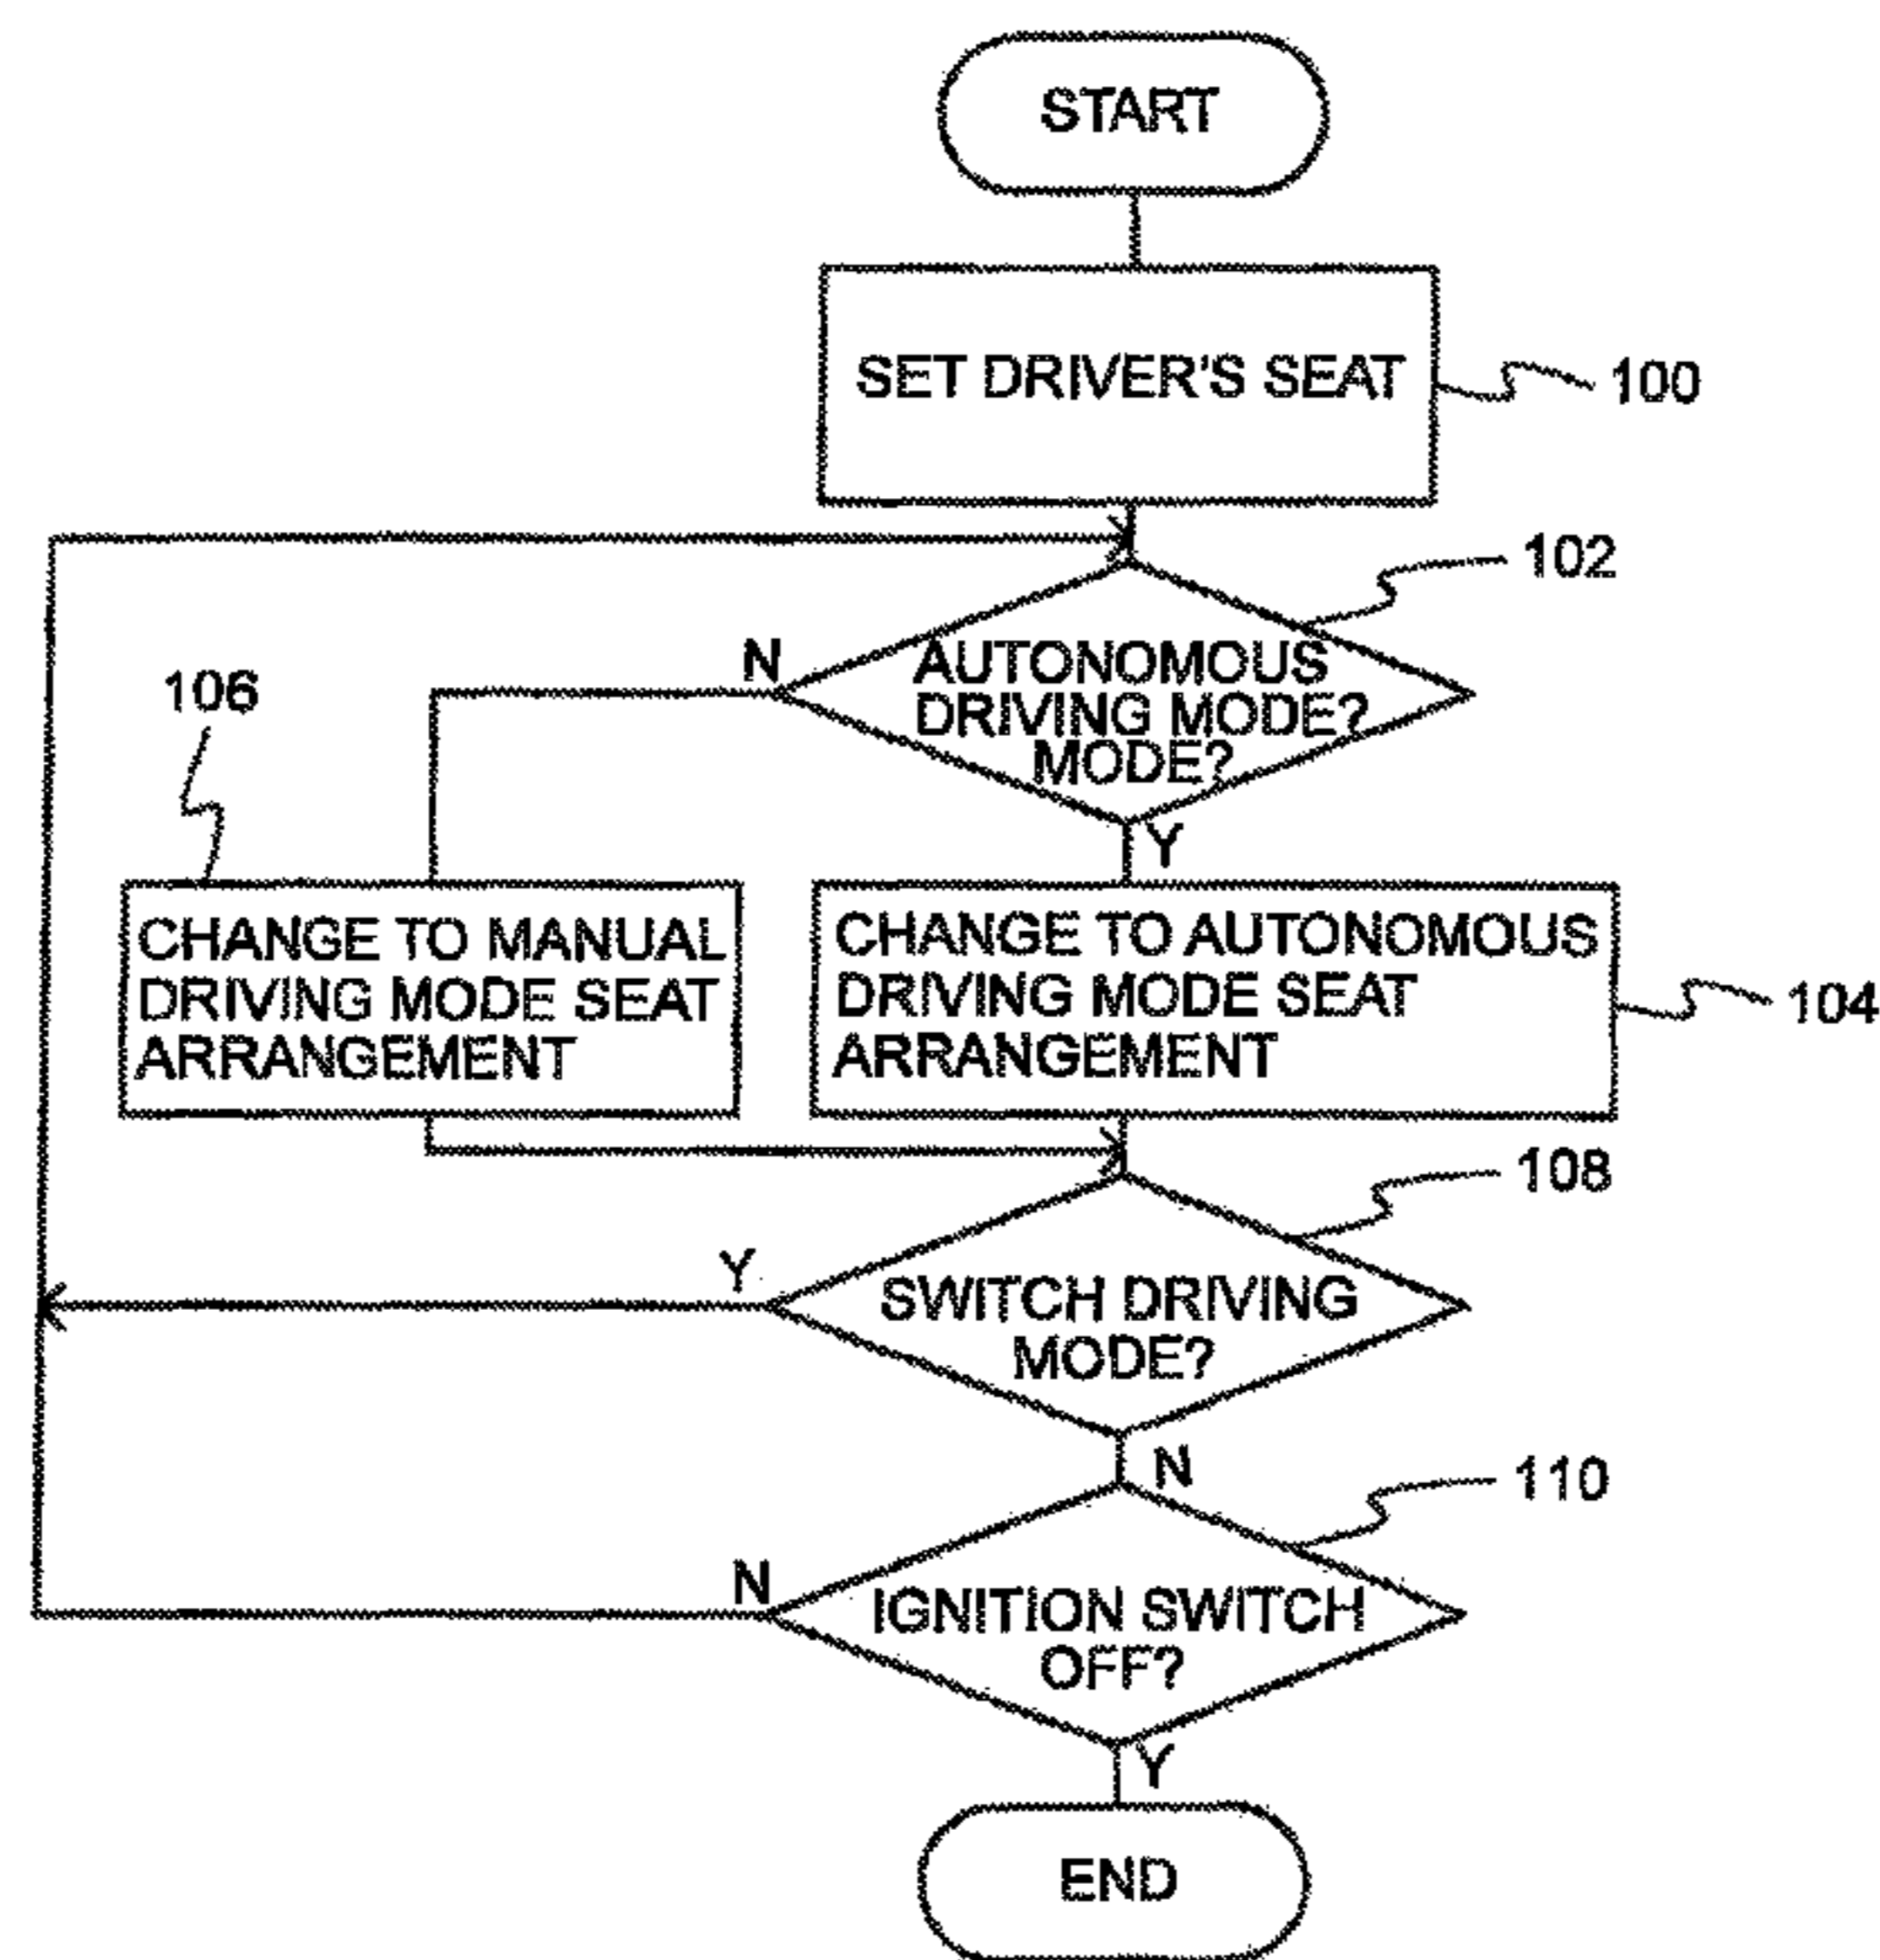 START
SET DRIVER'S SEAT
100
102
N
AUTONOMOUS
DRIVING MODE?
MODE?
106
Y
CHANGE TO MANUAL
DRIVING MODE SEAT
ARRANGEMENT
CHANGE TO AUTONOMOUS
DRIVING MODE SEAT
ARRANGEMENT
104
108
Y
SWITCH DRIVING
MODE?
N
110
N
IGNITION SWITCH
OFF?
Y
END